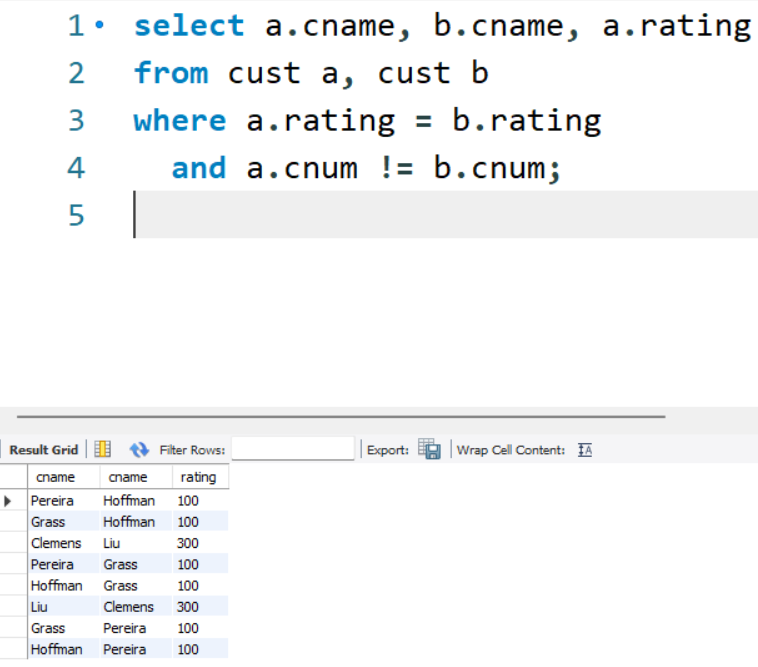 1 select a.cname, b.cname, a.rating
2 from cust a, cust b
3 where a.rating = b.rating
4 and a.cnum != b.cnum;
5
Result Grid Filter Rows: Export: Wrap Cell Content: IA
cname cname rating
Pereira Hoffman 100
Grass Hoffman 100
Clemens Liu 300
Pereira Grass 100
Hoffman Grass 100
Liu Clemens 300
Grass Pereira 100
Hoffman Pereira 100